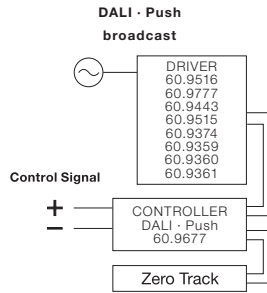 DALI · Push
broadcast
DRIVER
60.9516
60.9777
60.9443
60.9515
60.9374
60.9359
60.9360
60.9361
Control Signal
+
−
CONTROLLER
DALI · Push
60.9677
Zero Track